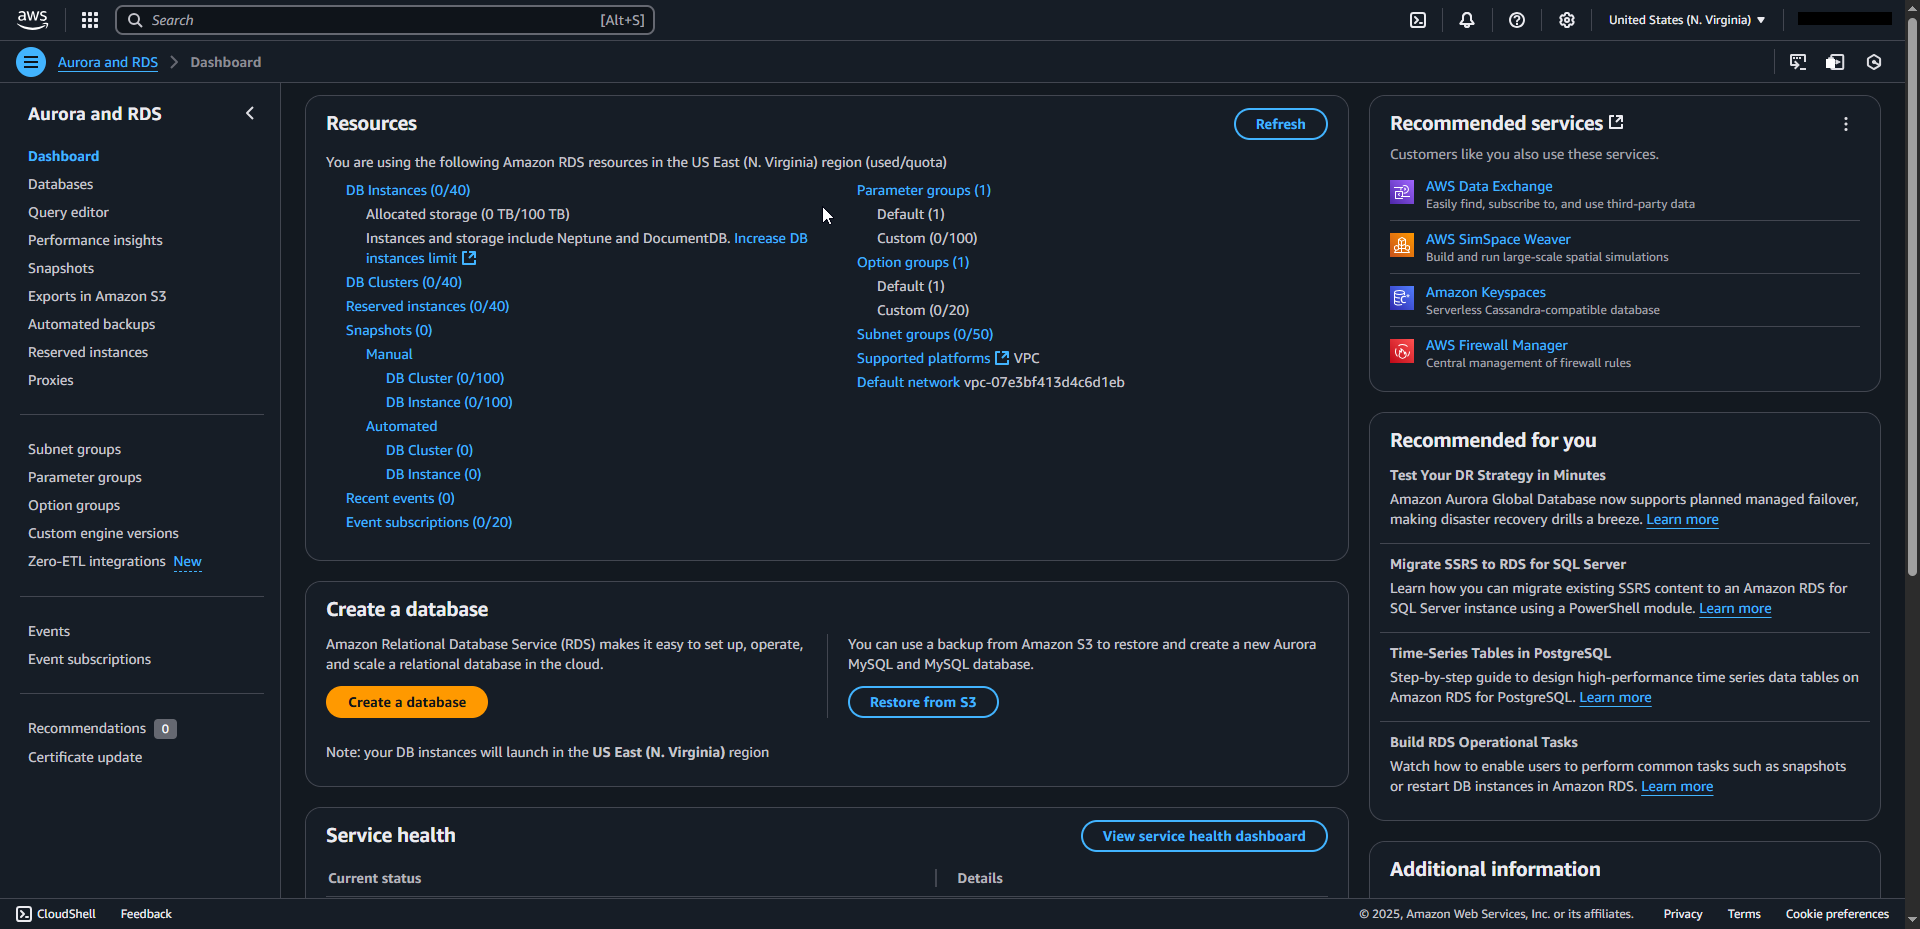 aws
Search [Alt+S]
United States (N. Virginia)
Aurora and RDS
Dashboard
Aurora and RDS
Dashboard
Databases
Query editor
Performance insights
Snapshots
Exports in Amazon S3
Automated backups
Reserved instances
Proxies
Subnet groups
Parameter groups
Option groups
Custom engine versions
Zero-ETL integrations New
Events
Event subscriptions
Recommendations 0
Certificate update
Resources
Refresh
You are using the following Amazon RDS resources in the US East (N. Virginia) region (used/quota)
DB Instances (0/40)
Allocated storage (0 TB/100 TB)
Instances and storage include Neptune and DocumentDB. Increase DB
instances limit
DB Clusters (0/40)
Reserved instances (0/40)
Snapshots (0)
Manual
DB Cluster (0/100)
DB Instance (0/100)
Automated
DB Cluster (0)
DB Instance (0)
Recent events (0)
Event subscriptions (0/20)
Parameter groups (1)
Default (1)
Custom (0/100)
Option groups (1)
Default (1)
Custom (0/20)
Subnet groups (0/50)
Supported platforms VPC
Default network vpc-07e3bf413d4c6d1eb
Create a database
Amazon Relational Database Service (RDS) makes it easy to set up, operate,
and scale a relational database in the cloud.
Create a database
You can use a backup from Amazon S3 to restore and create a new Aurora
MySQL and MySQL database.
Restore from S3
Note: your DB instances will launch in the US East (N. Virginia) region
Service health
View service health dashboard
Current status
Details
Recommended services
Customers like you also use these services.
AWS Data Exchange
Easily find, subscribe to, and use third-party data
AWS SimSpace Weaver
Build and run large-scale spatial simulations
Amazon Keyspaces
Serverless Cassandra-compatible database
AWS Firewall Manager
Central management of firewall rules
Recommended for you
Test Your DR Strategy in Minutes
Amazon Aurora Global Database now supports planned managed failover,
making disaster recovery drills a breeze. Learn more
Migrate SSRS to RDS for SQL Server
Learn how you can migrate existing SSRS content to an Amazon RDS for
SQL Server instance using a PowerShell module. Learn more
Time-Series Tables in PostgreSQL
Step-by-step guide to design high-performance time series data tables on
Amazon RDS for PostgreSQL. Learn more
Build RDS Operational Tasks
Watch how to enable users to perform common tasks such as snapshots
or restart DB instances in Amazon RDS. Learn more
Additional information
CloudShell
Feedback
© 2025, Amazon Web Services, Inc. or its affiliates.
Privacy
Terms
Cookie preferences